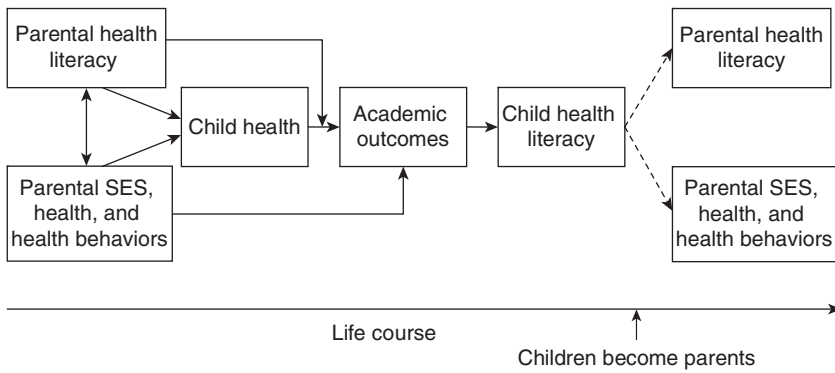 Parental health
literacy
Parental SES,
health, and
health behaviors
Child health
Academic
outcomes
Child health
literacy
Parental health
literacy
Parental SES,
health, and
health behaviors
Life course
Children become parents